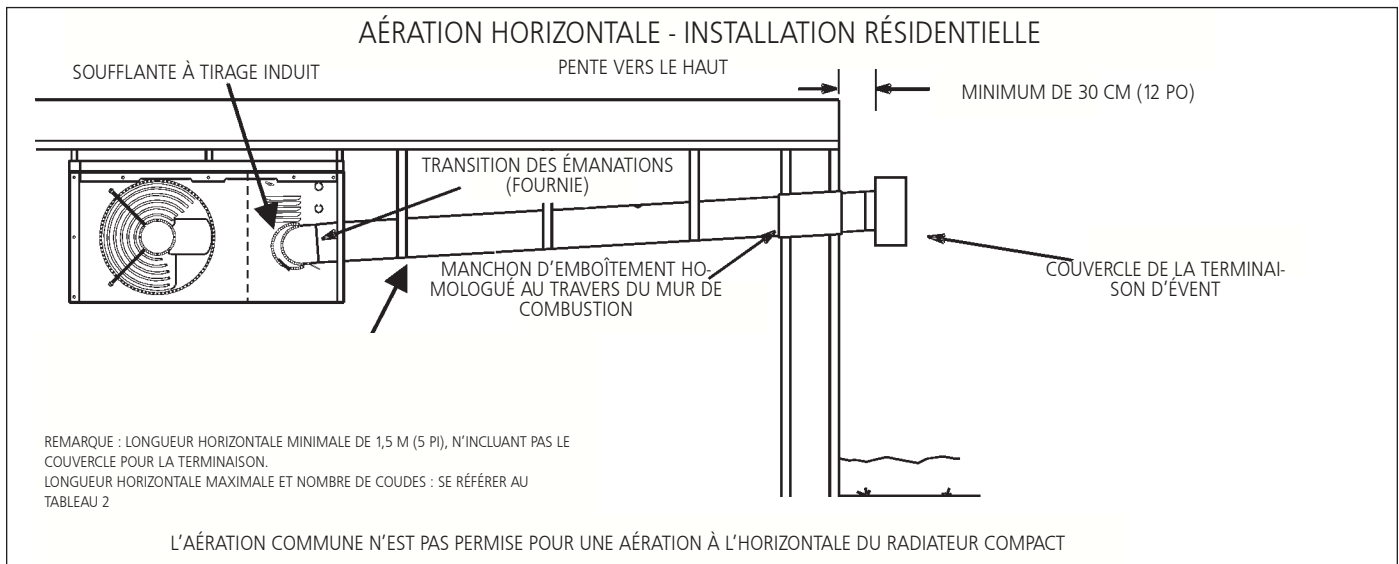 AÉRATION HORIZONTALE - INSTALLATION RÉSIDENTIELLE
SOUFFLANTE À TIRAGE INDUIT
PENTE VERS LE HAUT
MINIMUM DE 30 CM (12 PO)
TRANSITION DES ÉMANATIONS
(FOURNIE)
MANCHON D'EMBOÎTEMENT HO-
MOLOGUÉ AU TRAVERS DU MUR DE
COMBUSTION
COUVERCLE DE LA TERMINAI-
SON D'ÉVENT
REMARQUE : LONGUEUR HORIZONTALE MINIMALE DE 1,5 M (5 PI), N'INCLUANT PAS LE
COUVERCLE POUR LA TERMINAISON.
LONGUEUR HORIZONTALE MAXIMALE ET NOMBRE DE COUDES : SE RÉFÉRER AU
TABLEAU 2
L'AÉRATION COMMUNE N'EST PAS PERMISE POUR UNE AÉRATION À L'HORIZONTALE DU RADIATEUR COMPACT